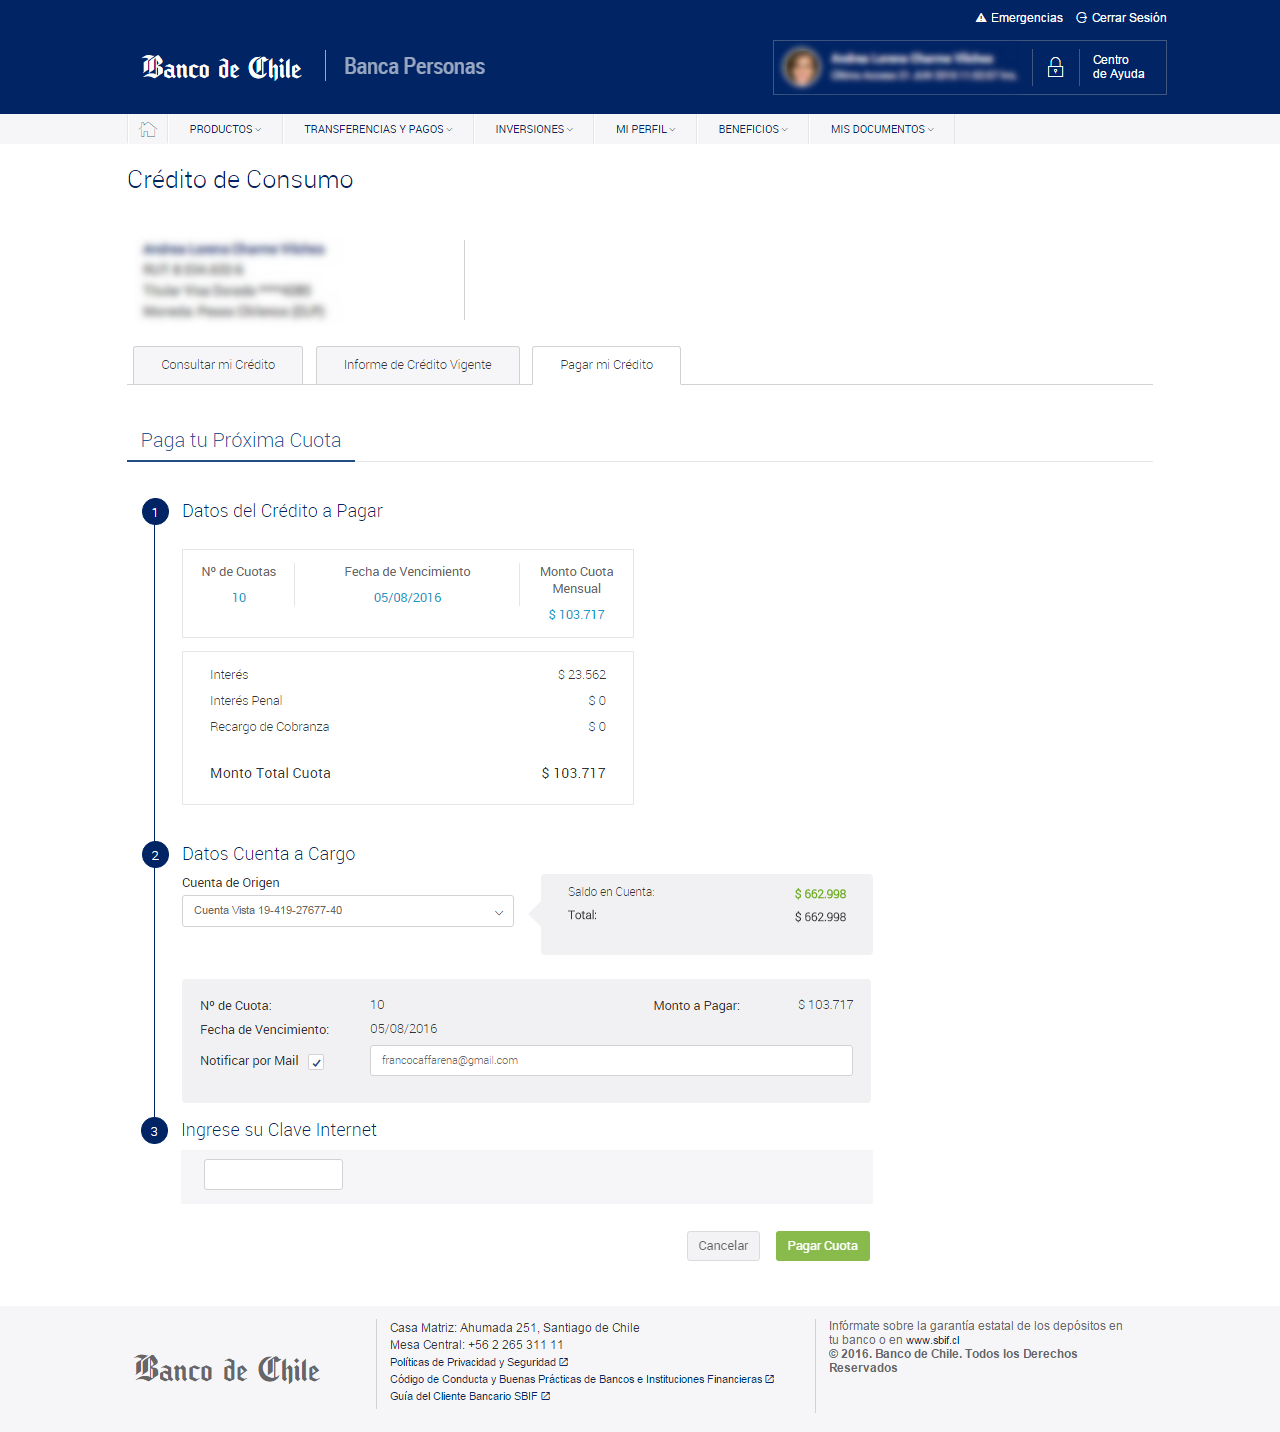 Emergencias Cerrar Sesión
Banco de Chile Banca Personas
Centro
de Ayuda
PRODUCTOS TRANSFERENCIAS Y PAGOS INVERSIONES MI PERFIL BENEFICIOS MIS DOCUMENTOS
Crédito de Consumo
Consultar mi Crédito Informe de Crédito Vigente Pagar mi Crédito
Paga tu Próxima Cuota
1 Datos del Crédito a Pagar
Nº de Cuotas Fecha de Vencimiento Monto Cuota
Mensual
10 05/08/2016
$ 103.717
Interés $ 23.562
Interés Penal $ 0
Recargo de Cobranza $ 0
Monto Total Cuota $ 103.717
2 Datos Cuenta a Cargo
Cuenta de Origen
Cuenta Vista 19-419-27677-40
Saldo en Cuenta: $ 662.998
Total: $ 662.998
Nº de Cuota: 10 Monto a Pagar: $ 103.717
Fecha de Vencimiento: 05/08/2016
Notificar por Mail francocaffarena@gmail.com
3 Ingrese su Clave Internet
Cancelar Pagar Cuota
Banco de Chile
Casa Matriz: Ahumada 251, Santiago de Chile
Mesa Central: +56 2 265 311 11
Políticas de Privacidad y Seguridad
Código de Conducta y Buenas Prácticas de Bancos e Instituciones Financieras
Guía del Cliente Bancario SBIF
Infórmate sobre la garantía estatal de los depósitos en
tu banco o en www.sbif.cl
© 2016. Banco de Chile. Todos los Derechos
Reservados